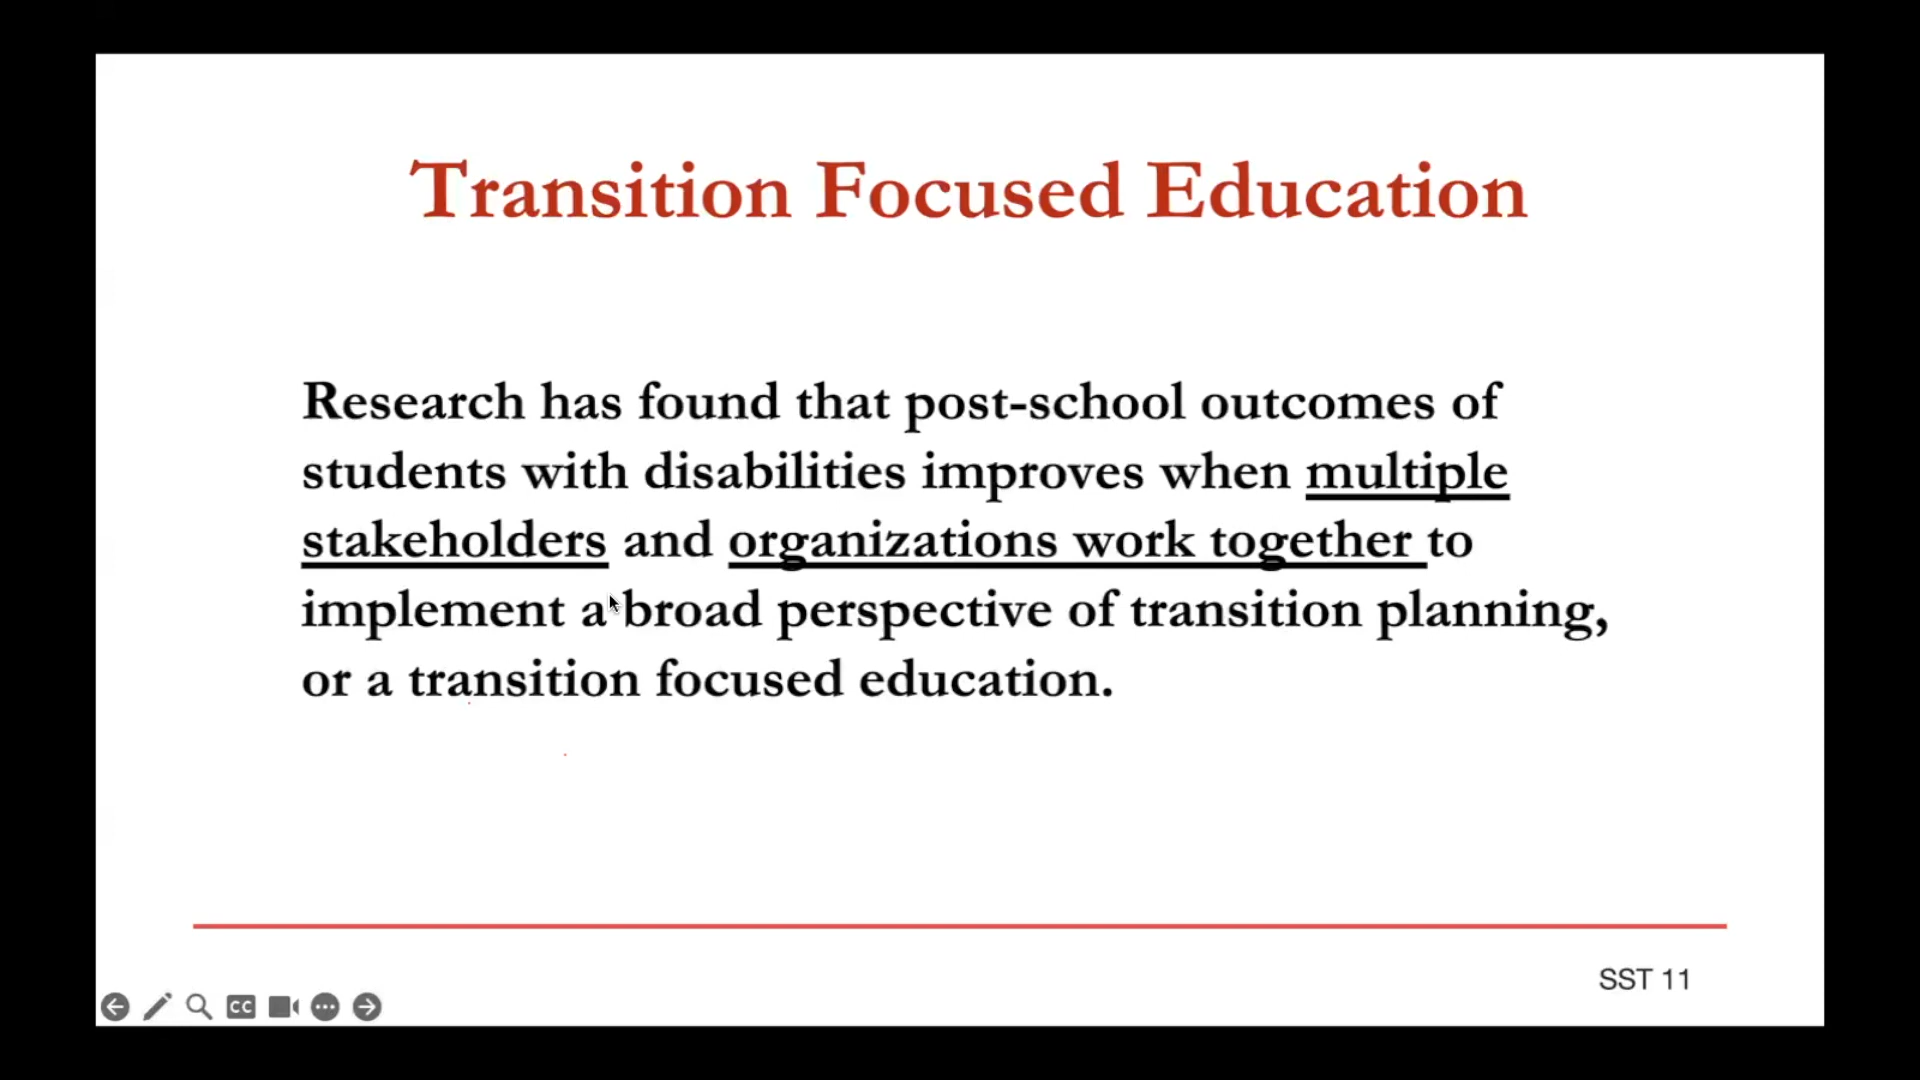 Transition Focused Education
Research has found that post-school outcomes of
students with disabilities improves when multiple
stakeholders and organizations work together to
implement a broad perspective of transition planning,
or a transition focused education.
SST 11
CC